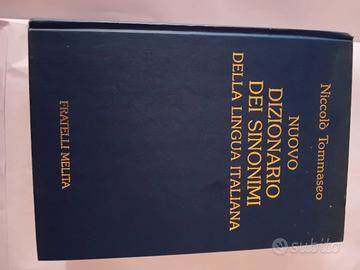 Niccolò Tommaseo
NUOVO
DIZIONARIO
DEI SINONIMI
DELLA LINGUA ITALIANA
FRATELLI MELITA
subito